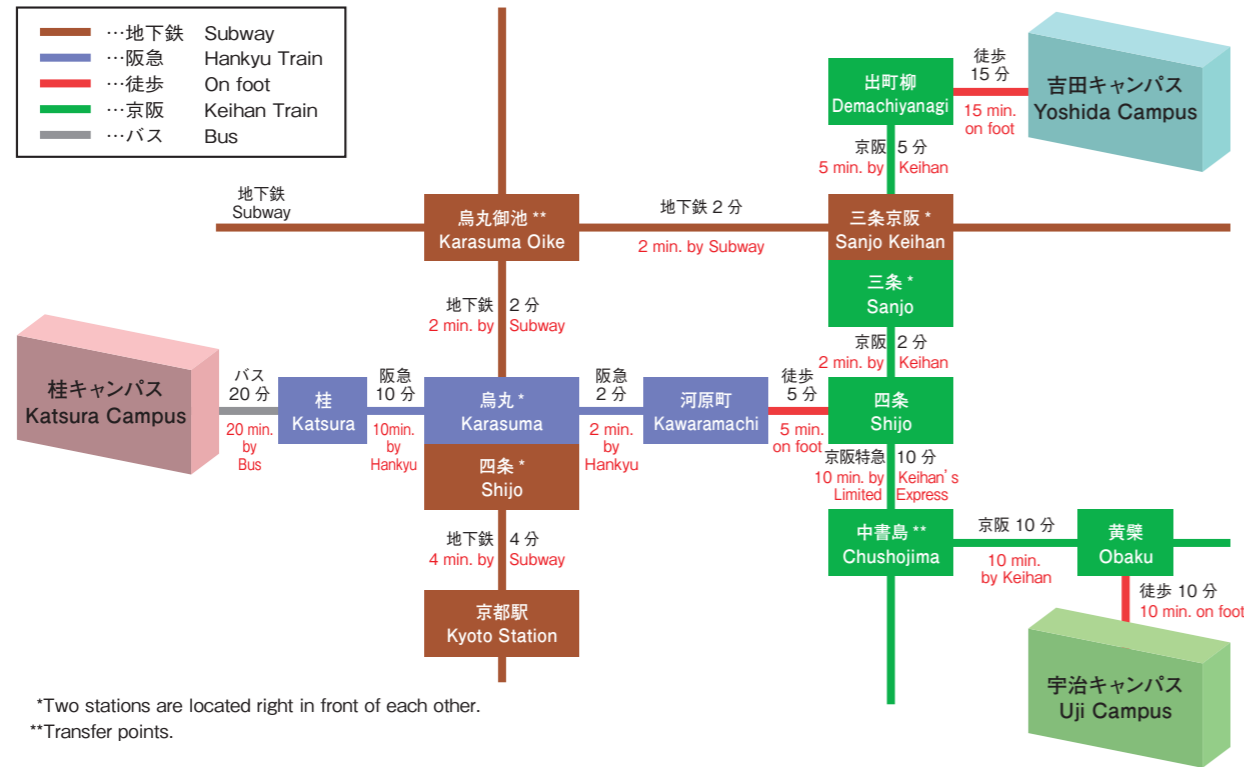 …地下鉄 Subway
…阪急 Hankyu Train
…徒歩 On foot
…京阪 Keihan Train
…バス Bus
出町柳
Demachiyanagi
徒歩
15 分
15 min.
on foot
吉田キャンパス
Yoshida Campus
京阪 5 分
5 min. by Keihan
地下鉄
Subway
烏丸御池 **
Karasuma Oike
地下鉄 2 分
2 min. by Subway
三条京阪 *
Sanjo Keihan
三条 *
Sanjo
地下鉄 2 分
2 min. by Subway
京阪 2 分
2 min. by Keihan
桂キャンパス
Katsura Campus
バス
20 分
20 min.
by
Bus
桂
Katsura
阪急
10 分
10min.
by
Hankyu
烏丸 *
Karasuma
四条 *
Shijo
阪急
2 分
2 min.
by
Hankyu
河原町
Kawaramachi
徒歩
5 分
5 min.
on foot
四条
Shijo
京阪特急 10 分
10 min. by Keihan's
Limited Express
地下鉄 4 分
4 min. by Subway
京都駅
Kyoto Station
中書島 **
Chushojima
京阪 10 分
10 min.
by Keihan
黄檗
Obaku
徒歩 10 分
10 min. on foot
宇治キャンパス
Uji Campus
*Two stations are located right in front of each other.
**Transfer points.